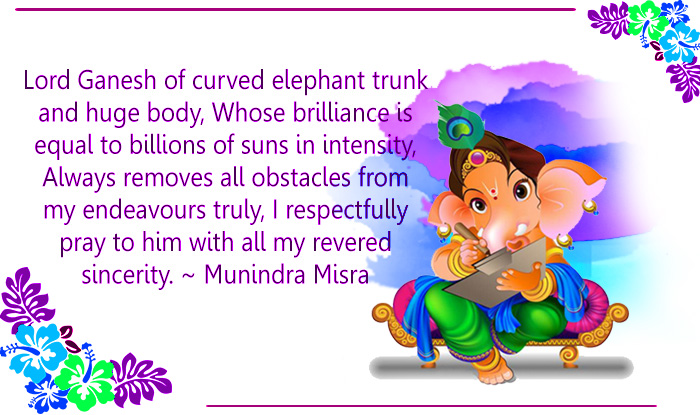 Lord Ganesh of curved elephant trunk
and huge body, Whose brilliance is
equal to billions of suns in intensity,
Always removes all obstacles from
my endeavours truly, I respectfully
pray to him with all my revered
sincerity. ~ Munindra Misra